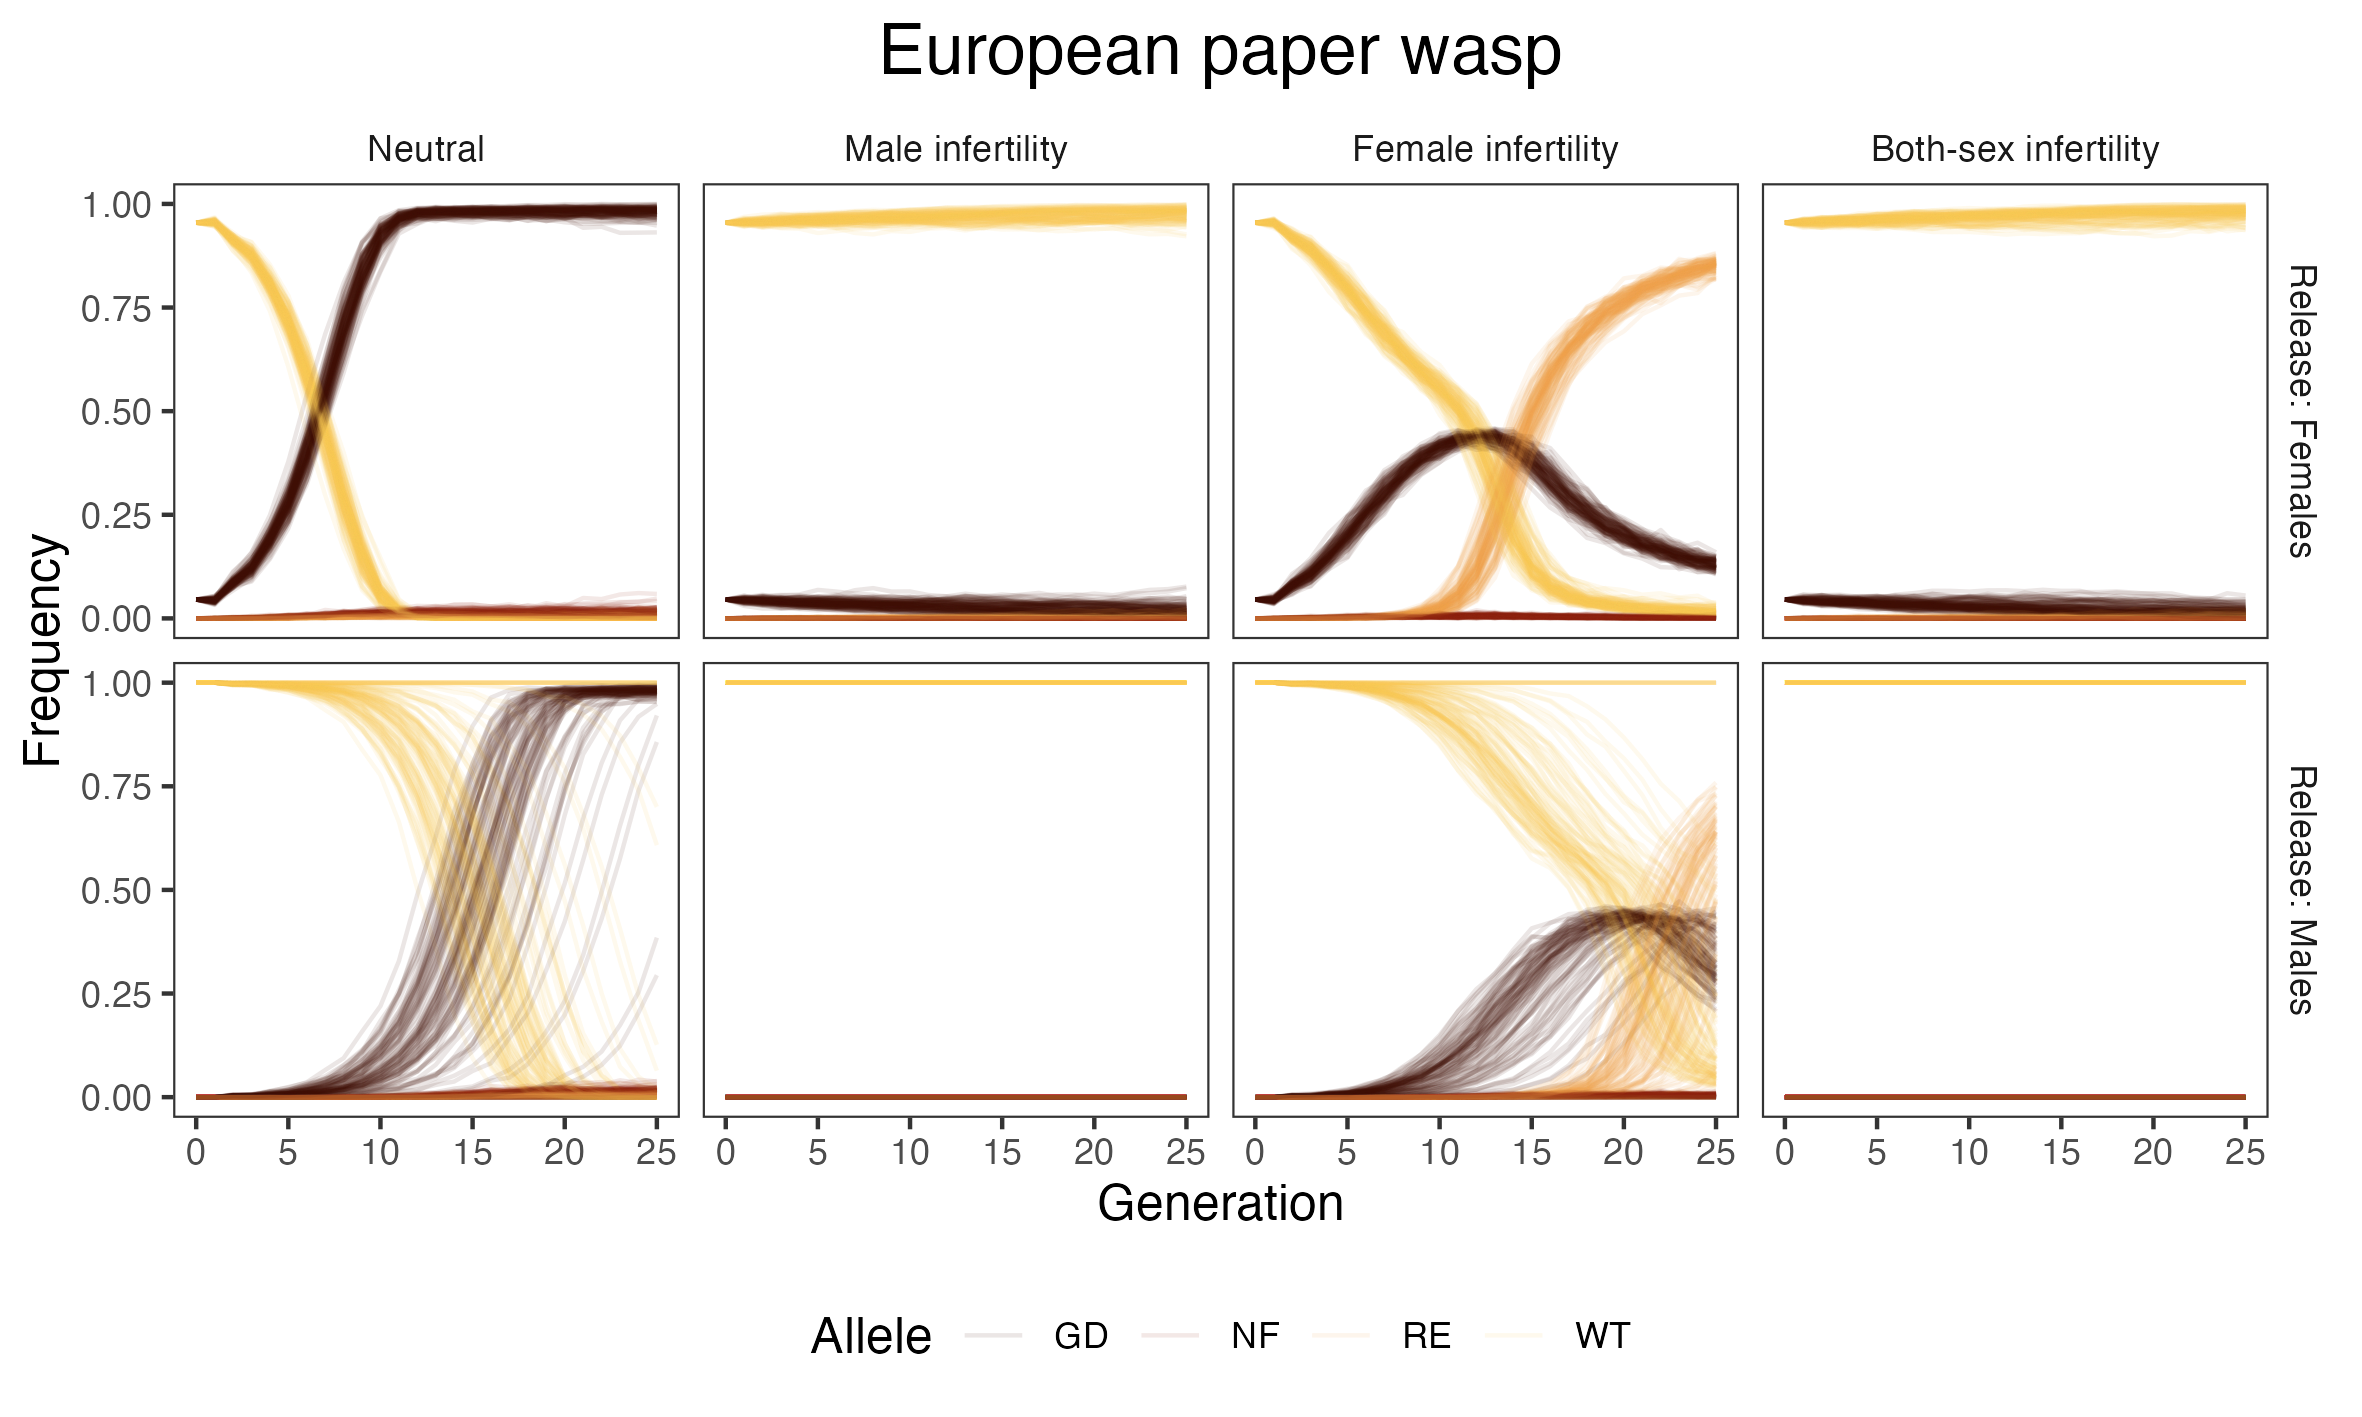 European paper wasp
Neutral Male infertility Female infertility Both-sex infertility
1.00
0.75
0.50
0.25
0.00
Release: Females
1.00
0.75
0.50
0.25
0.00
Release: Males
Frequency
0 5 10 15 20 25 0 5 10 15 20 25 0 5 10 15 20 25 0 5 10 15 20 25
Generation
Allele GD NF RE WT